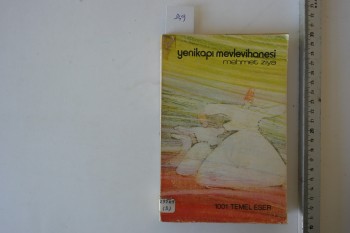 yenikapı mevlevihanesi
mehmet ziya
1001 TEMEL ESER